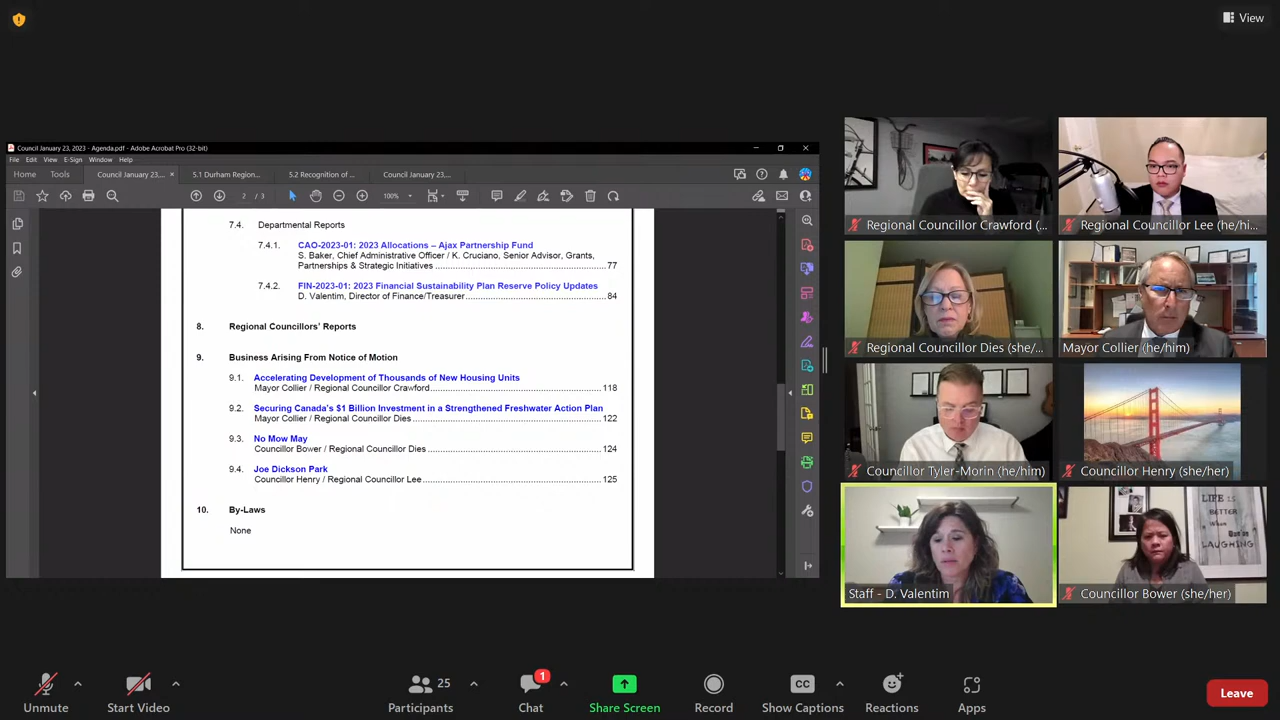 View
Council January 23, 2023 - Agenda.pdf - Adobe Acrobat Pro (32-bit)
File Edit View E-Sign Window Help
Home Tools Council January 23,... × 5.1 Durham Region... 5.2 Recognition of ... Council January 23,...
2 / 3 100%
7.4. Departmental Reports
7.4.1. CAO-2023-01: 2023 Allocations – Ajax Partnership Fund
S. Baker, Chief Administrative Officer / K. Cruciano, Senior Advisor, Grants,
Partnerships & Strategic Initiatives 77
7.4.2. FIN-2023-01: 2023 Financial Sustainability Plan Reserve Policy Updates
D. Valentim, Director of Finance/Treasurer 84
8. Regional Councillors' Reports
9. Business Arising From Notice of Motion
9.1. Accelerating Development of Thousands of New Housing Units
Mayor Collier / Regional Councillor Crawford 118
9.2. Securing Canada's $1 Billion Investment in a Strengthened Freshwater Action Plan
Mayor Collier / Regional Councillor Dies 122
9.3. No Mow May
Councillor Bower / Regional Councillor Dies 124
9.4. Joe Dickson Park
Councillor Henry / Regional Councillor Lee 125
10. By-Laws
None
Regional Councillor Crawford (...
Regional Councillor Lee (he/hi...
Regional Councillor Dies (she/...
Mayor Collier (he/him)
Councillor Tyler-Morin (he/him)
Councillor Henry (she/her)
Staff - D. Valentim
LIFE is
BETTER
When
You're
LAUGHING.
Councillor Bower (she/her)
Unmute
Start Video
25
Participants
1
Chat
Share Screen
Record
CC
Show Captions
Reactions
Apps
Leave